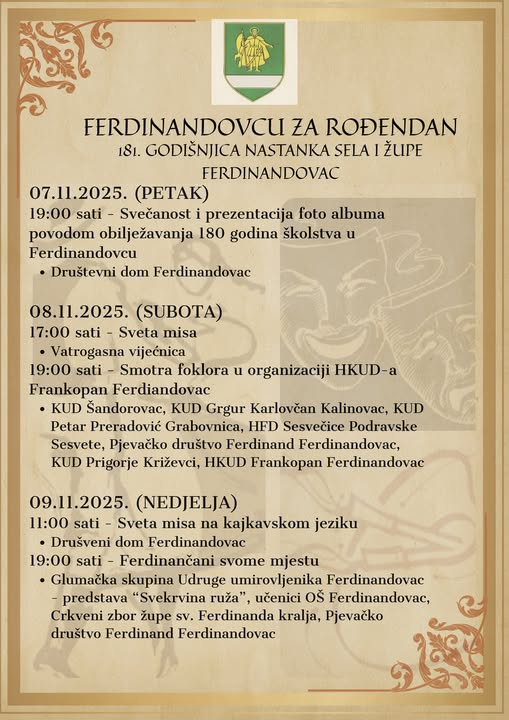 FERDINANDOVCU ZA ROĐENDAN
181. GODIŠNJICA NASTANKA SELA I ŽUPE
FERDINANDOVAC
07.11.2025. (PETAK)
19:00 sati - Svečanost i prezentacija foto albuma
povodom obilježavanja 180 godina školstva u
Ferdinandovcu
• Društevni dom Ferdinandovac
08.11.2025. (SUBOTA)
17:00 sati - Sveta misa
• Vatrogasna vijećnica
19:00 sati - Smotra foklora u organizaciji HKUD-a
Frankopan Ferdiandovac
• KUD Šandorovac, KUD Grgur Karlovčan Kalinovac, KUD
Petar Preradović Grabovnica, HFD Sesvečice Podravske
Sesvete, Pjevačko društvo Ferdinand Ferdinandovac,
KUD Prigorje Križevci, HKUD Frankopan Ferdinandovac
09.11.2025. (NEDJELJA)
11:00 sati - Sveta misa na kajkavskom jeziku
• Drušveni dom Ferdinandovac
19:00 sati - Ferdinančani svome mjestu
• Glumačka skupina Udruge umirovljenika Ferdinandovac
- predstava “Svekrvina ruža”, učenici OŠ Ferdinandovac,
Crkveni zbor župe sv. Ferdinanda kralja, Pjevačko
društvo Ferdinand Ferdinandovac